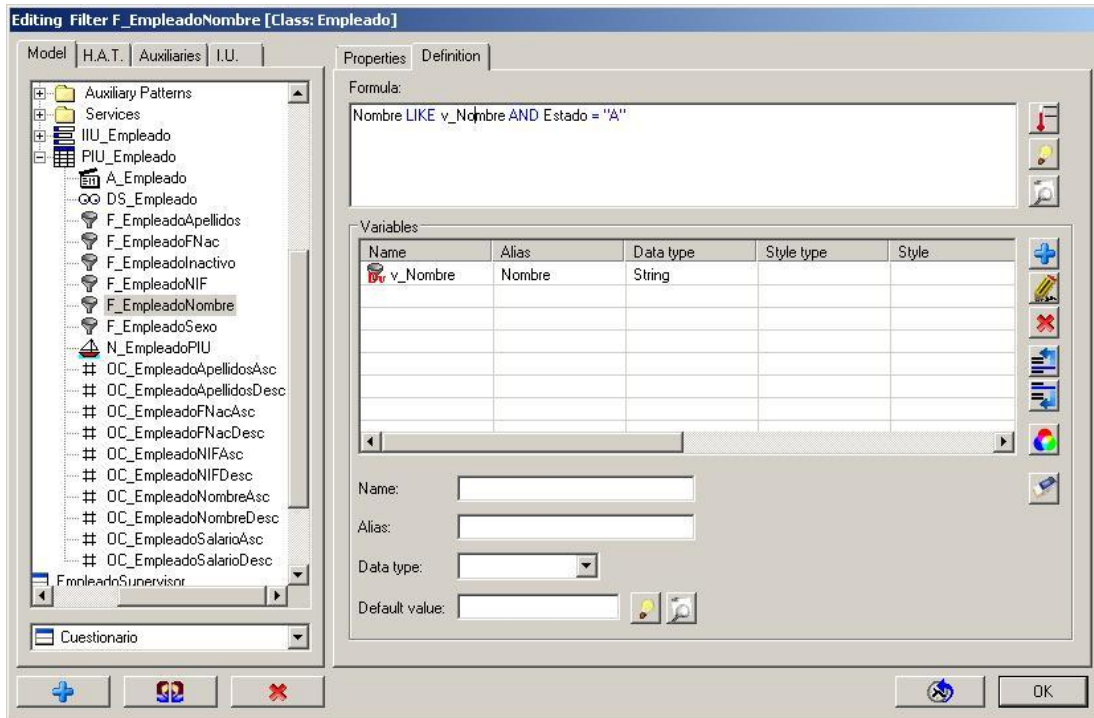 Editing Filter F_EmpleadoNombre [Class: Empleado]
Model H.A.T. Auxiliaries I.U.
Auxiliary Patterns
Services
IIU_Empleado
PIU_Empleado
A_Empleado
DS_Empleado
F_EmpleadoApellidos
F_EmpleadoFNac
F_EmpleadoInactivo
F_EmpleadoNIF
F_EmpleadoNombre
F_EmpleadoSexo
N_EmpleadoPIU
OC_EmpleadoApellidosAsc
OC_EmpleadoApellidosDesc
OC_EmpleadoFNacAsc
OC_EmpleadoFNacDesc
OC_EmpleadoNIFAsc
OC_EmpleadoNIFDesc
OC_EmpleadoNombreAsc
OC_EmpleadoNombreDesc
OC_EmpleadoSalarioAsc
OC_EmpleadoSalarioDesc
EmpleadoSupervisor
Cuestionario
Properties Definition
Formula:
Nombre LIKE v_Nombre AND Estado = "A"
Variables
Name Alias Data type Style type Style
v_Nombre Nombre String
Name:
Alias:
Data type:
Default value:
OK